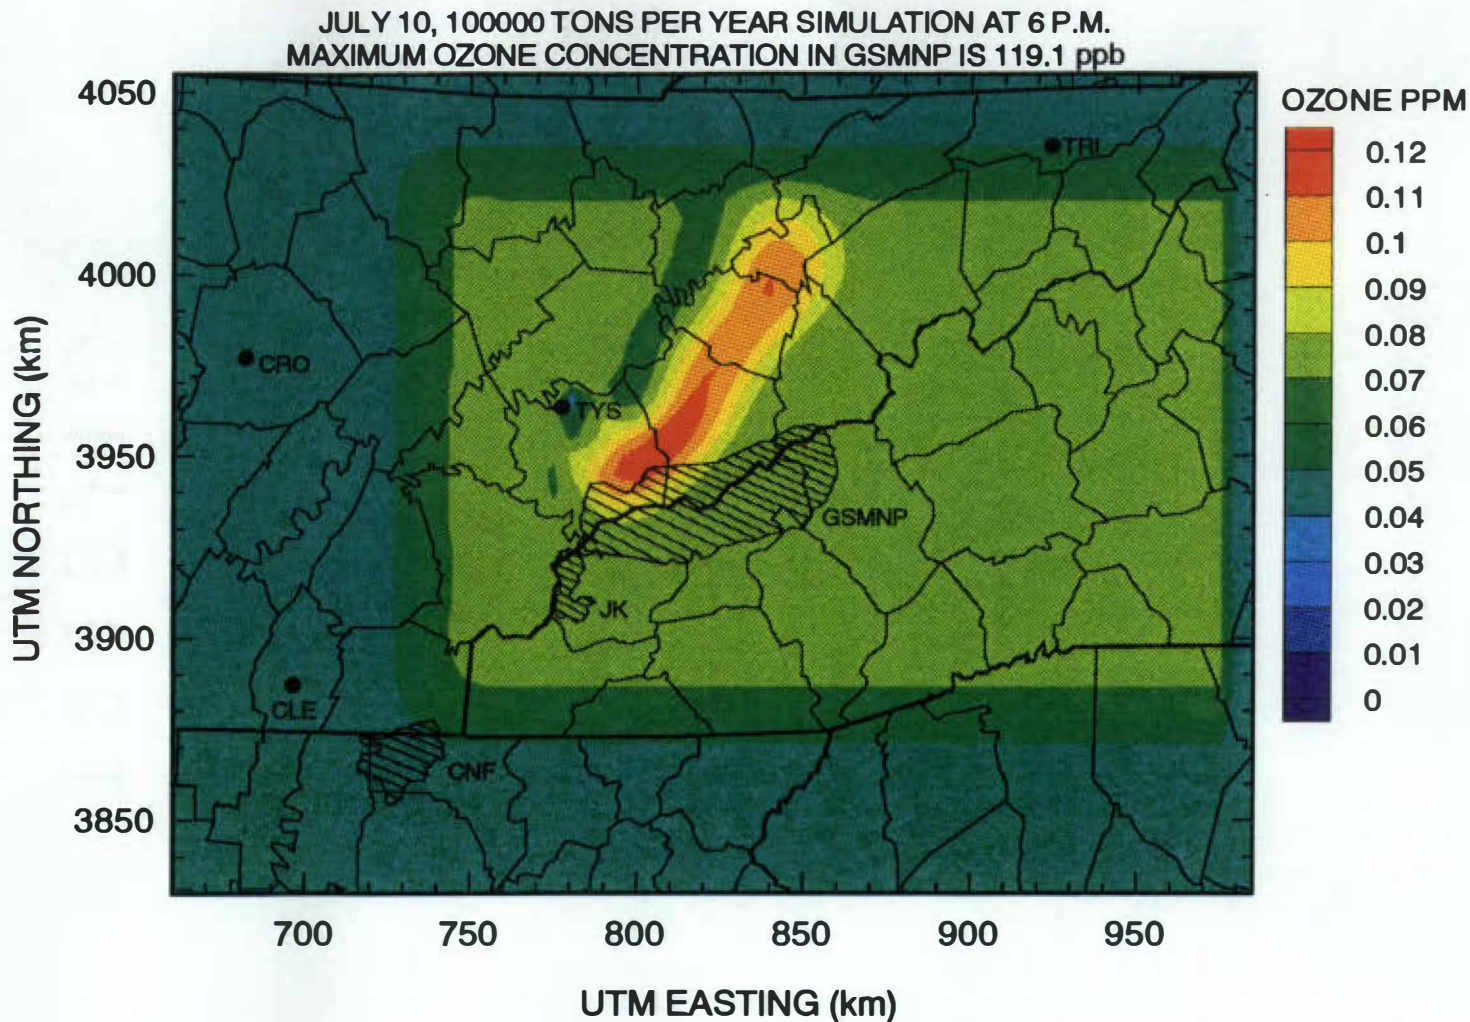 JULY 10, 100000 TONS PER YEAR SIMULATION AT 6 P.M.
MAXIMUM OZONE CONCENTRATION IN GSMNP IS 119.1 ppb
OZONE PPM
0.12
0.11
0.1
0.09
0.08
0.07
0.06
0.05
0.04
0.03
0.02
0.01
0
UTM NORTHING (km)
4050
4000
3950
3900
3850
TRI
CRO
TYS
GSMNP
JK
CLE
CNF
700
750
800
850
900
950
UTM EASTING (km)